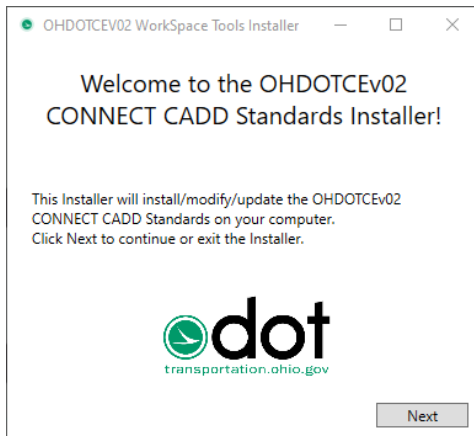 OHDOTCEV02 WorkSpace Tools Installer
Welcome to the OHDOTCEv02
CONNECT CADD Standards Installer!
This Installer will install/modify/update the OHDOTCEv02
CONNECT CADD Standards on your computer.
Click Next to continue or exit the Installer.
dot
transportation.ohio.gov
Next